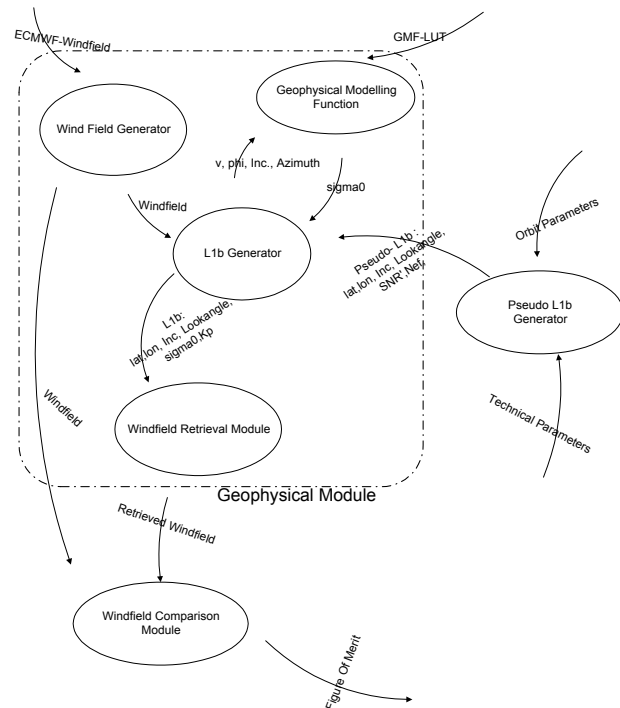 ECMWF-Windfield
GMF-LUT
Geophysical Modelling
Function
Wind Field Generator
v, phi, Inc., Azimuth
sigma0
Windfield
L1b Generator
Orbit Parameters
Pseudo- L1b :
lat,lon, Inc, Lookangle,
SNR',Nef,
Pseudo L1b
Generator
L1b:
lat,lon, Inc, Lookangle,
sigma0,Kp
Windfield
Technical Parameters
Windfield Retrieval Module
Geophysical Module
Retrieved Windfield
Windfield Comparison
Module
Figure Of Merit